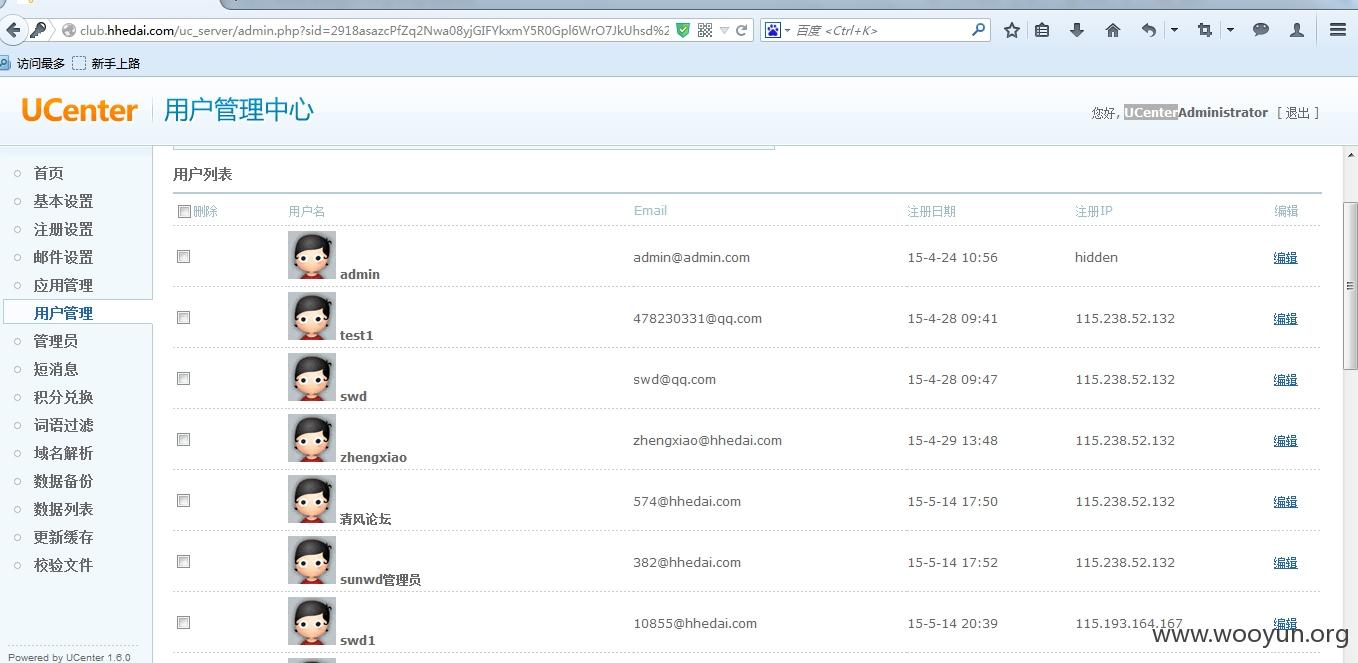 club.hhedai.com/uc_server/admin.php?sid=2918asazcPfZq2Nwa08yjGIFYkxmY5R0Gpl6WrO7JkUhsd%2
百度 <Ctrl+K>
访问最多 新手上路
UCenter 用户管理中心
您好, UCenterAdministrator [ 退出 ]
首页
基本设置
注册设置
邮件设置
应用管理
用户管理
管理员
短消息
积分兑换
词语过滤
域名解析
数据备份
数据列表
更新缓存
校验文件
Powered by UCenter 1.6.0
用户列表
删除 用户名 Email 注册日期 注册IP 编辑
admin admin@admin.com 15-4-24 10:56 hidden 编辑
test1 478230331@qq.com 15-4-28 09:41 115.238.52.132 编辑
swd swd@qq.com 15-4-28 09:47 115.238.52.132 编辑
zhengxiao zhengxiao@hhedai.com 15-4-29 13:48 115.238.52.132 编辑
清风论坛 574@hhedai.com 15-5-14 17:50 115.238.52.132 编辑
sunwd管理员 382@hhedai.com 15-5-14 17:52 115.238.52.132 编辑
swd1 10855@hhedai.com 15-5-14 20:39 115.193.164.167 编辑
www.wooyun.org